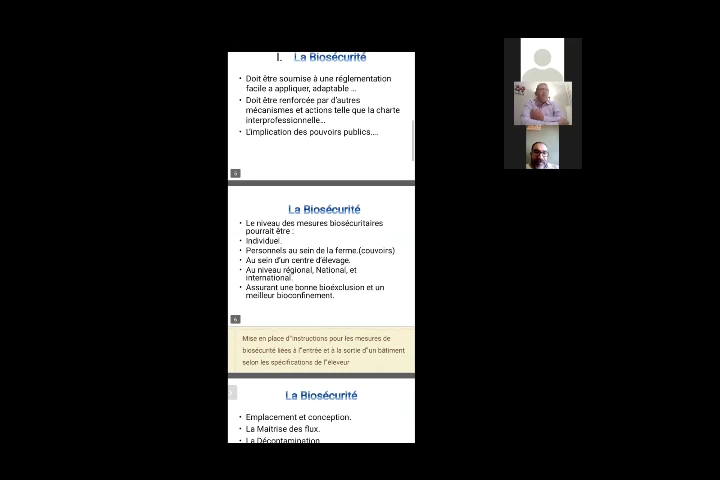 I. La Biosécurité
• Doit être soumise à une réglementation
facile a appliquer, adaptable ...
• Doit être renforcée par d'autres
mécanismes et actions telle que la charte
interprofessionnelle...
• L'implication des pouvoirs publics....
5
La Biosécurité
• Le niveau des mesures biosécuritaires
pourrait être :
• Individuel.
• Personnels au sein de la ferme.(couvoirs)
• Au sein d'un centre d'élevage.
• Au niveau régional, National, et
international.
• Assurant une bonne bioéxclusion et un
meilleur bioconfinement.
6
Mise en place d"instructions pour les mesures de
biosécurité liées à l"entrée et à la sortie d"un bâtiment
selon les spécifications de l"éleveur
La Biosécurité
• Emplacement et conception.
• La Maitrise des flux.
• La Décontamination